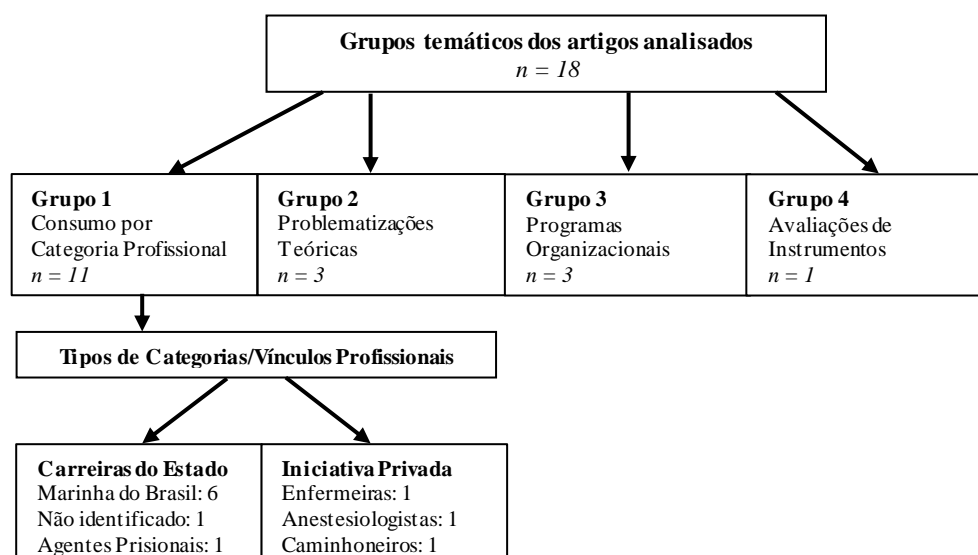 Grupos temáticos dos artigos analisados
n = 18
Grupo 1
Consumo por
Categoria Profissional
n = 11
Grupo 2
Problematizações
Teóricas
n = 3
Grupo 3
Programas
Organizacionais
n = 3
Grupo 4
Avaliações de
Instrumentos
n = 1
Tipos de Categorias/Vínculos Profissionais
Carreiras do Estado
Marinha do Brasil: 6
Não identificado: 1
Agentes Prisionais: 1
Iniciativa Privada
Enfermeiras: 1
Anestesiologistas: 1
Caminhoneiros: 1